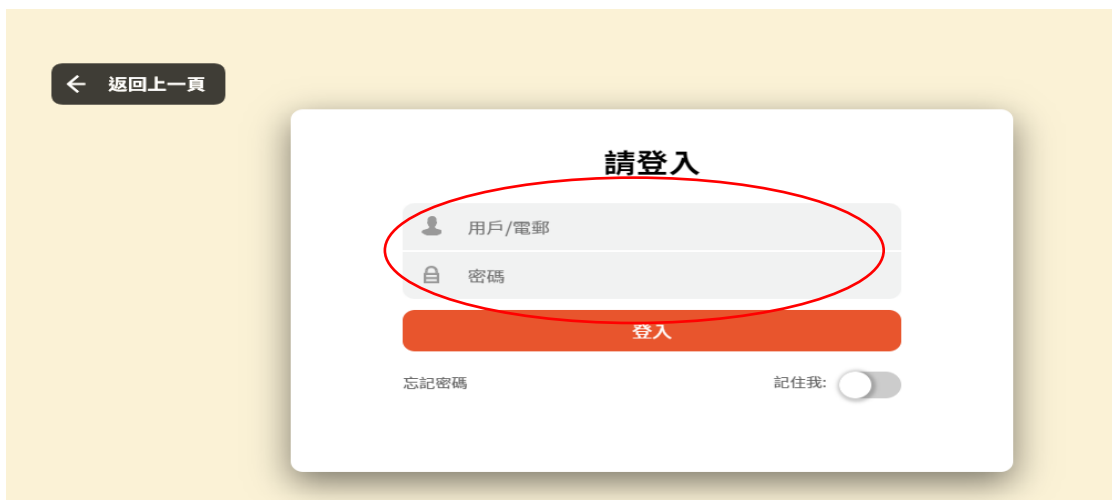 返回上一頁
請登入
用戶/電郵
密碼
登入
忘記密碼 記住我: